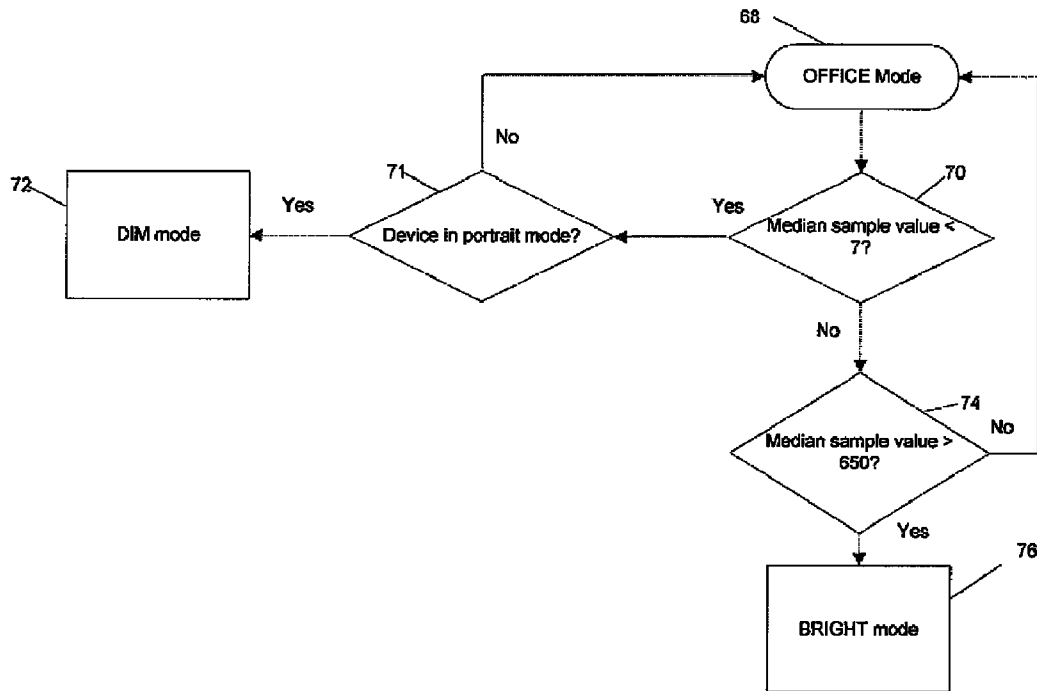 68
OFFICE Mode
No
71
70
72
Yes
Yes
Median sample value <
7?
DIM mode
Device in portrait mode?
No
74
No
Median sample value >
650?
Yes
76
BRIGHT mode